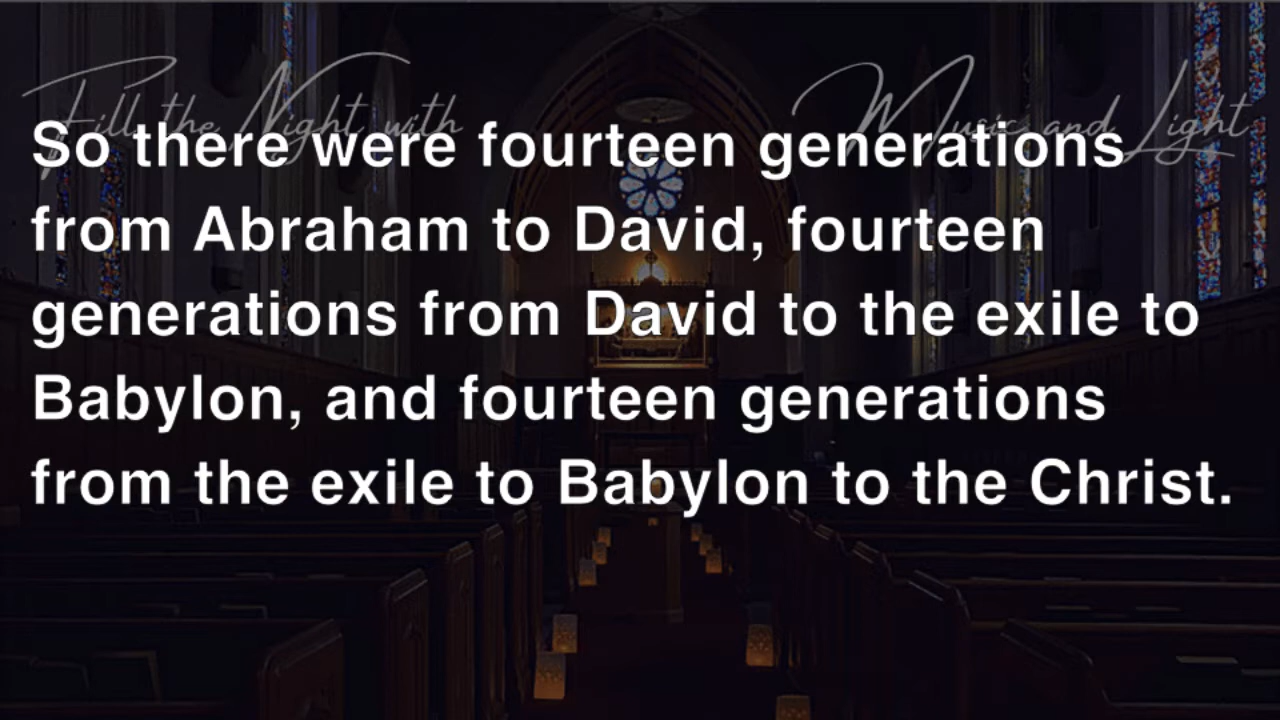 Fill the Night with Music and Light
So there were fourteen generations
from Abraham to David, fourteen
generations from David to the exile to
Babylon, and fourteen generations
from the exile to Babylon to the Christ.